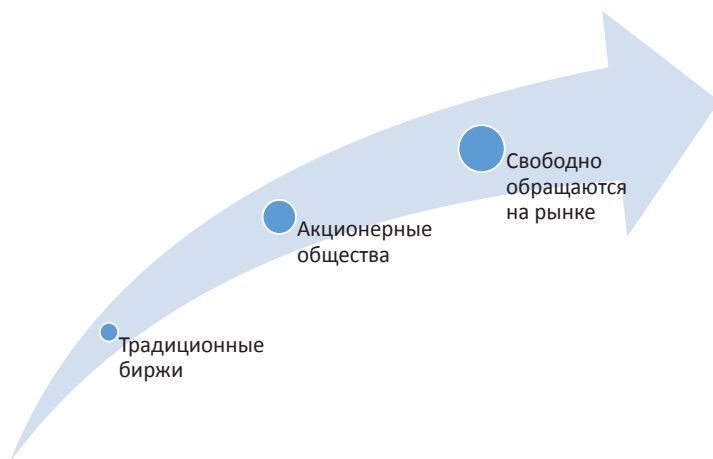 Свободно
обращаются
на рынке
Акционерные
общества
Традиционные
биржи